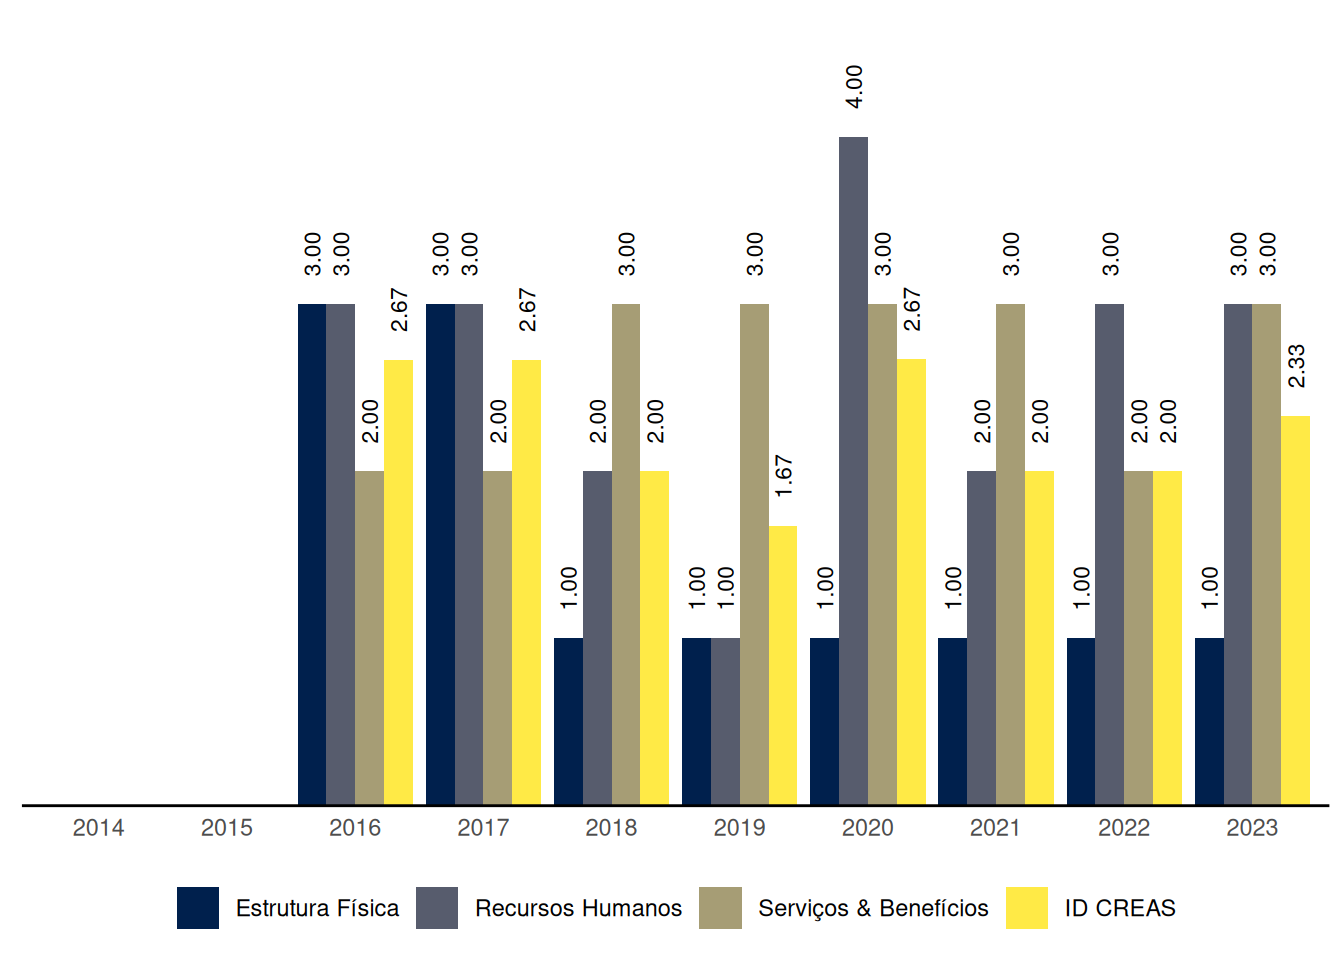 4.00
3.00 3.00 3.00 3.00 3.00 3.00 3.00 3.00 3.00 3.00 3.00
2.67 2.67 2.67
2.33
2.00 2.00 2.00 2.00 2.00 2.00 2.00 2.00
1.67
1.00 1.00 1.00 1.00 1.00 1.00 1.00
2014 2015 2016 2017 2018 2019 2020 2021 2022 2023
Estrutura Física Recursos Humanos Serviços & Benefícios ID CREAS